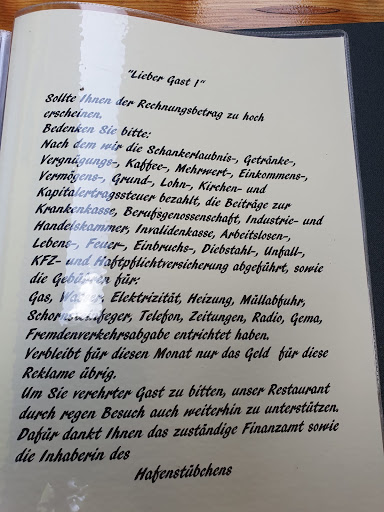 "Lieber Gast !"
Sollte Ihnen der Rechnungsbetrag zu hoch
erscheinen.
Bedenken Sie bitte:
Nach dem wir die Schankerlaubnis-, Getränke-,
Vergnügungs-, Kaffee-, Mehrwert-, Einkommens-,
Vermögens-, Grund-, Lohn-, Kirchen- und
Kapitalertragssteuer bezahlt, die Beiträge zur
Krankenkasse, Berufsgenossenschaft, Industrie- und
Handelskammer, Invalidenkasse, Arbeitslosen-,
Lebens-, Feuer-, Einbruchs-, Diebstahl-, Unfall-,
KFZ- und Haftpflichtversicherung abgeführt, sowie
die Gebühren für:
Gas, Wasser, Elektrizität, Heizung, Müllabfuhr,
Schornsteinfeger, Telefon, Zeitungen, Radio, Gema,
Fremdenverkehrsabgabe entrichtet haben.
Verbleibt für diesen Monat nur das Geld für diese
Reklame übrig.
Um Sie verehrter Gast zu bitten, unser Restaurant
durch regen Besuch auch weiterhin zu unterstützen.
Dafür dankt Ihnen das zuständige Finanzamt sowie
die Inhaberin des
Hafenstübchens